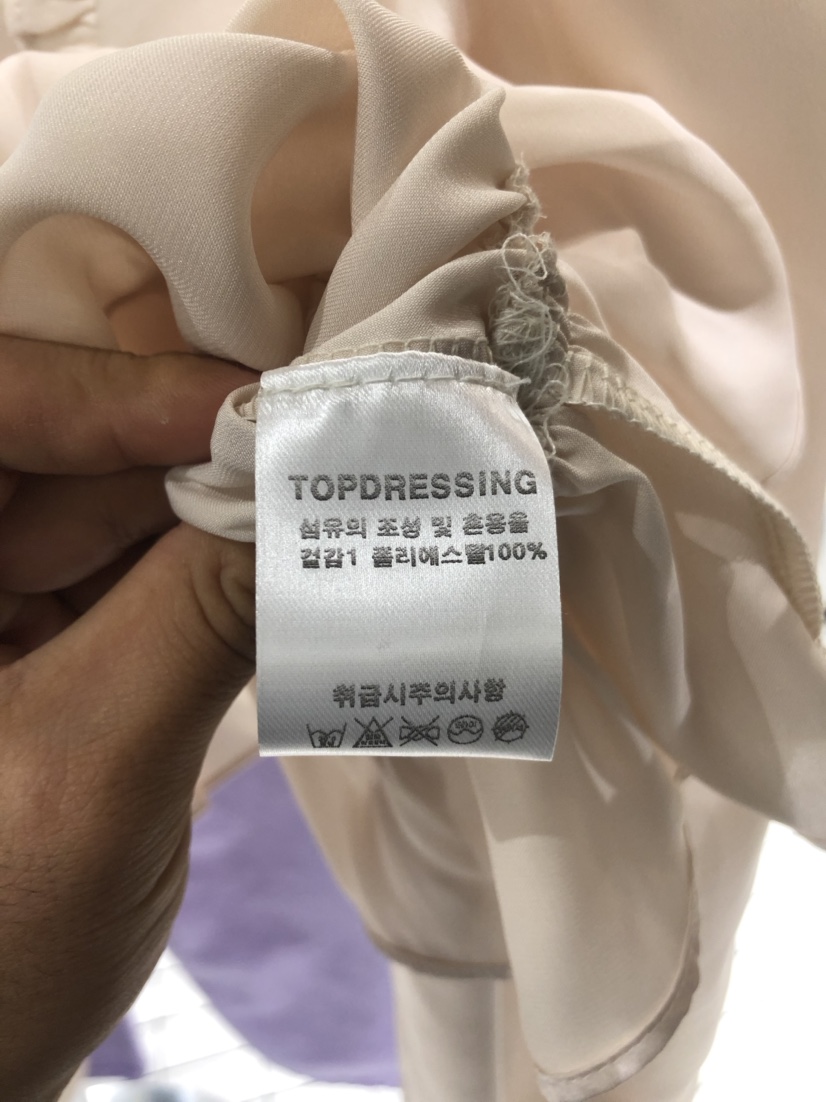 TOPDRESSING
섬유의 조성 및 혼용율
겉감1 폴리에스텔100%
취급시주의사항